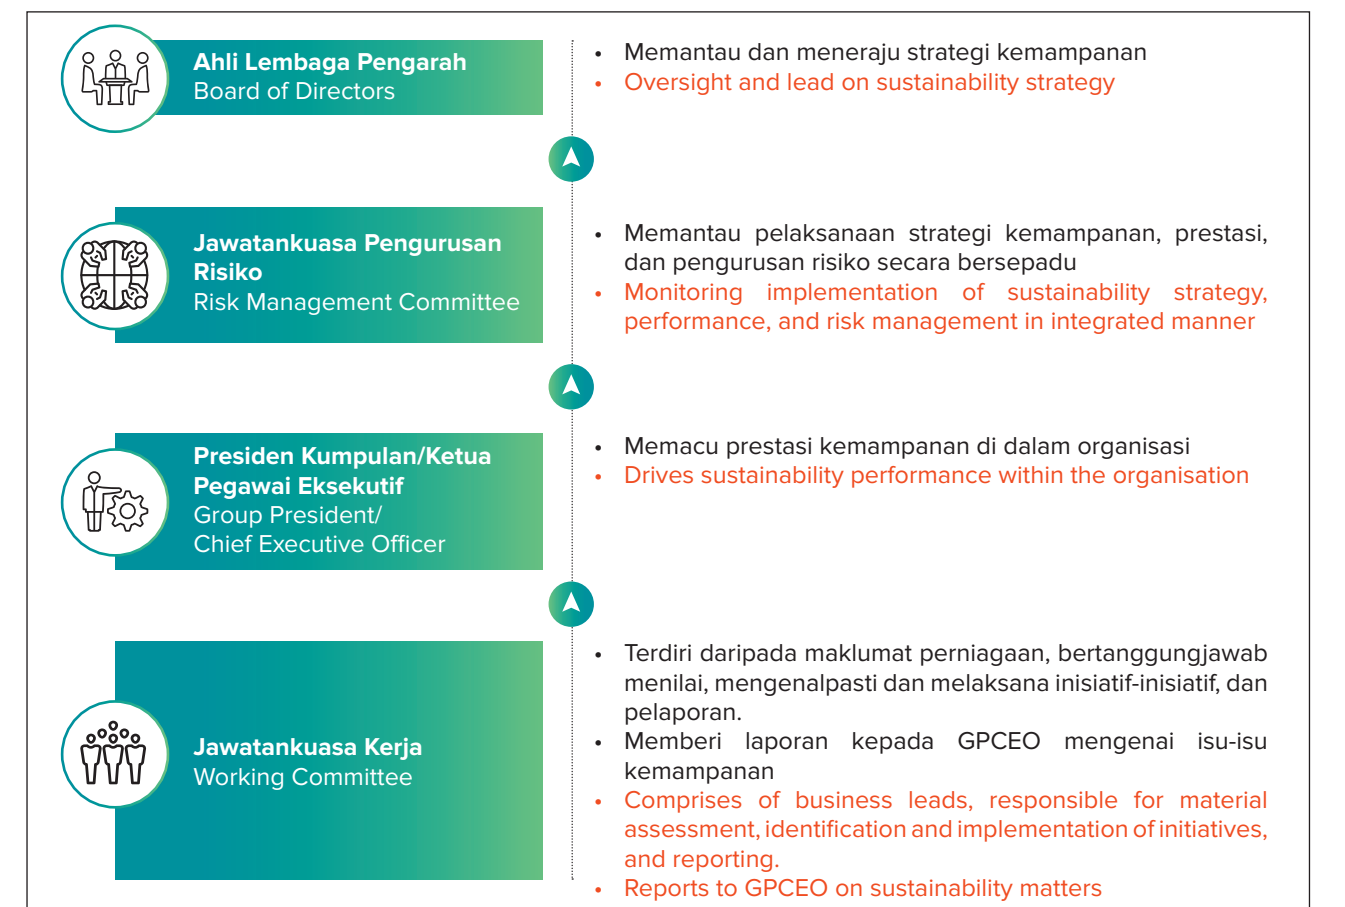 Ahli Lembaga Pengarah
Board of Directors
• Memantau dan meneraju strategi kemampanan
• Oversight and lead on sustainability strategy
Jawatankuasa Pengurusan
Risiko
Risk Management Committee
• Memantau pelaksanaan strategi kemampanan, prestasi,
dan pengurusan risiko secara bersepadu
• Monitoring implementation of sustainability strategy,
performance, and risk management in integrated manner
Presiden Kumpulan/Ketua
Pegawai Eksekutif
Group President/
Chief Executive Officer
• Memacu prestasi kemampanan di dalam organisasi
• Drives sustainability performance within the organisation
Jawatankuasa Kerja
Working Committee
• Terdiri daripada maklumat perniagaan, bertanggungjawab
menilai, mengenalpasti dan melaksana inisiatif-inisiatif, dan
pelaporan.
• Memberi laporan kepada GPCEO mengenai isu-isu
kemampanan
• Comprises of business leads, responsible for material
assessment, identification and implementation of initiatives,
and reporting.
• Reports to GPCEO on sustainability matters